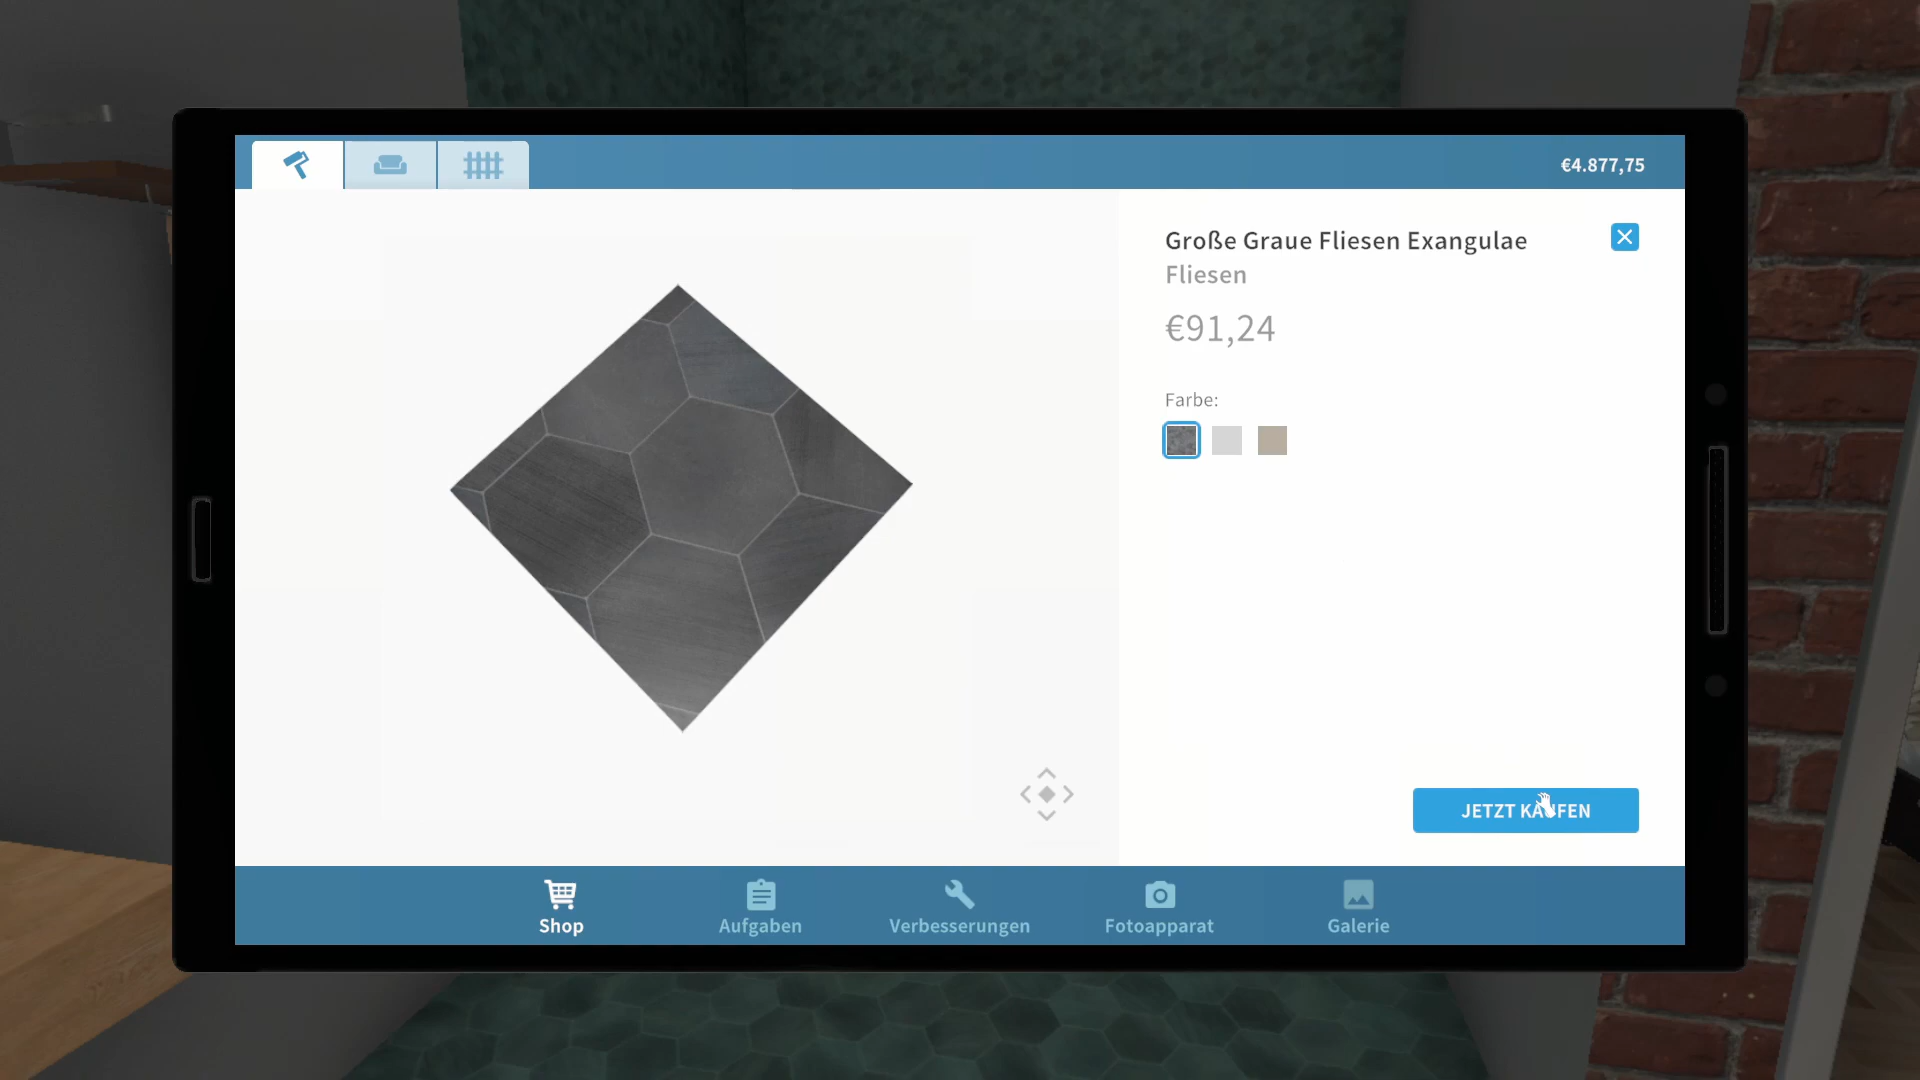 €4.877,75
Große Graue Fliesen Exangulae
Fliesen
€91,24
Farbe:
JETZT KAUFEN
Shop
Aufgaben
Verbesserungen
Fotoapparat
Galerie